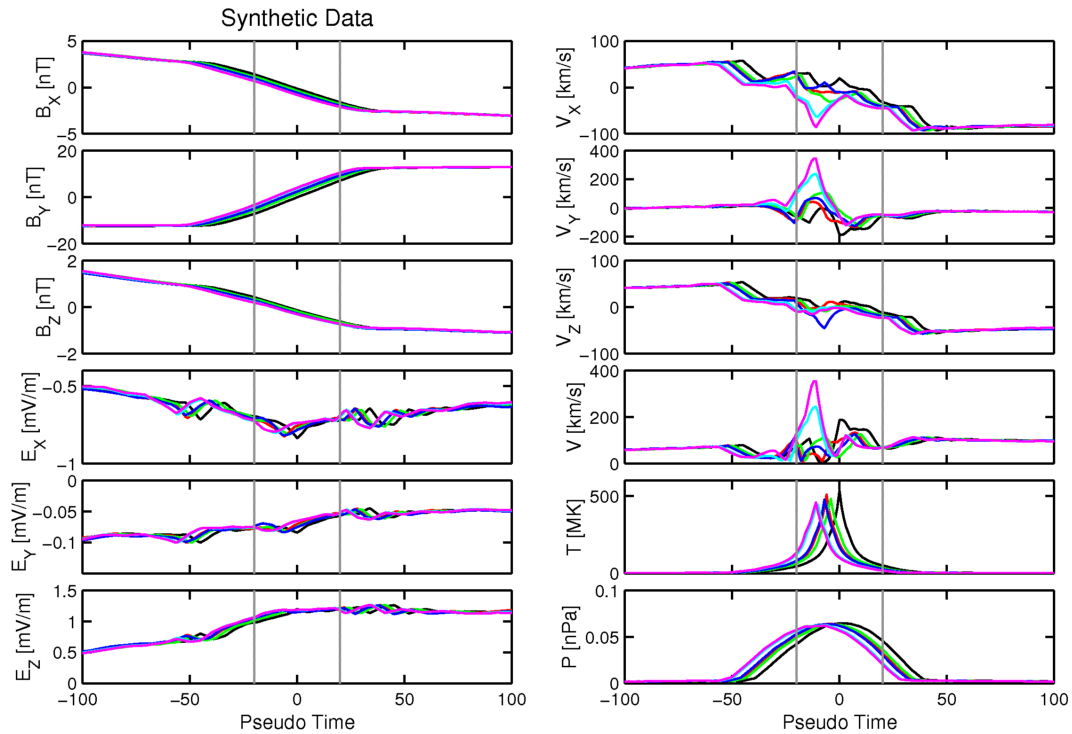 Synthetic Data
5
0
−5
B_X [nT]
20
0
−20
B_Y [nT]
2
0
−2
B_Z [nT]
−0.5
−1
E_X [mV/m]
0
−0.05
−0.1
E_Y [mV/m]
1.5
1
0.5
0
E_Z [mV/m]
−100 −50 0 50 100
Pseudo Time
100
0
−100
V_X [km/s]
400
200
0
−200
V_Y [km/s]
100
0
−100
V_Z [km/s]
400
200
0
V [km/s]
500
0
T [MK]
0.1
0.05
0
P [nPa]
−100 −50 0 50 100
Pseudo Time